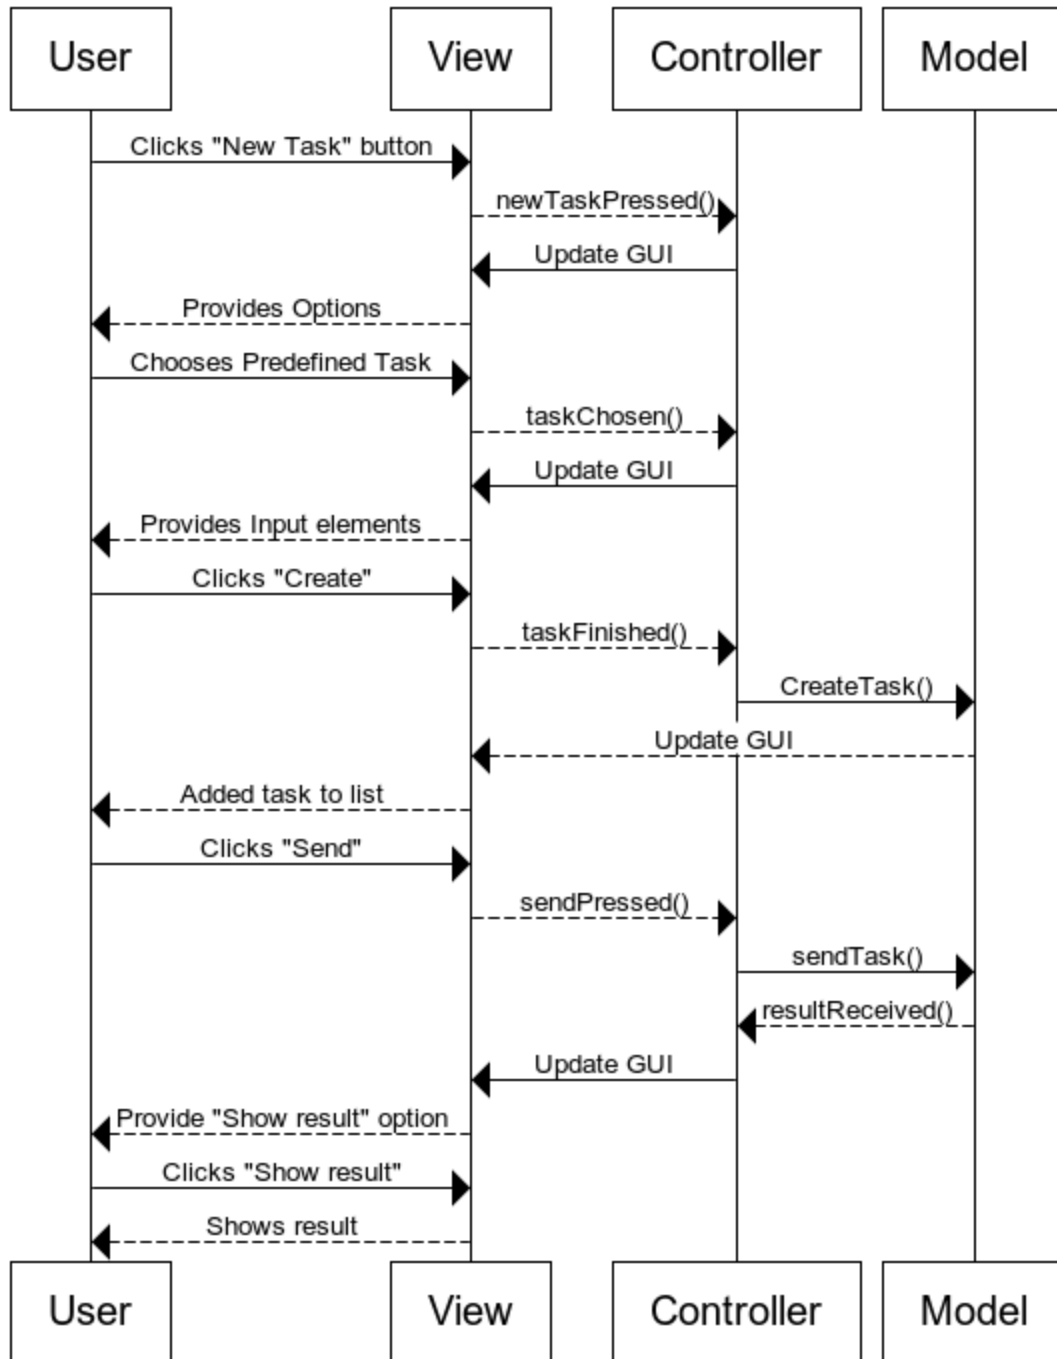 User
View
Controller
Model
Clicks "New Task" button
newTaskPressed()
Update GUI
Provides Options
Chooses Predefined Task
taskChosen()
Update GUI
Provides Input elements
Clicks "Create"
taskFinished()
CreateTask()
Update GUI
Added task to list
Clicks "Send"
sendPressed()
sendTask()
resultReceived()
Update GUI
Provide "Show result" option
Clicks "Show result"
Shows result
User
View
Controller
Model